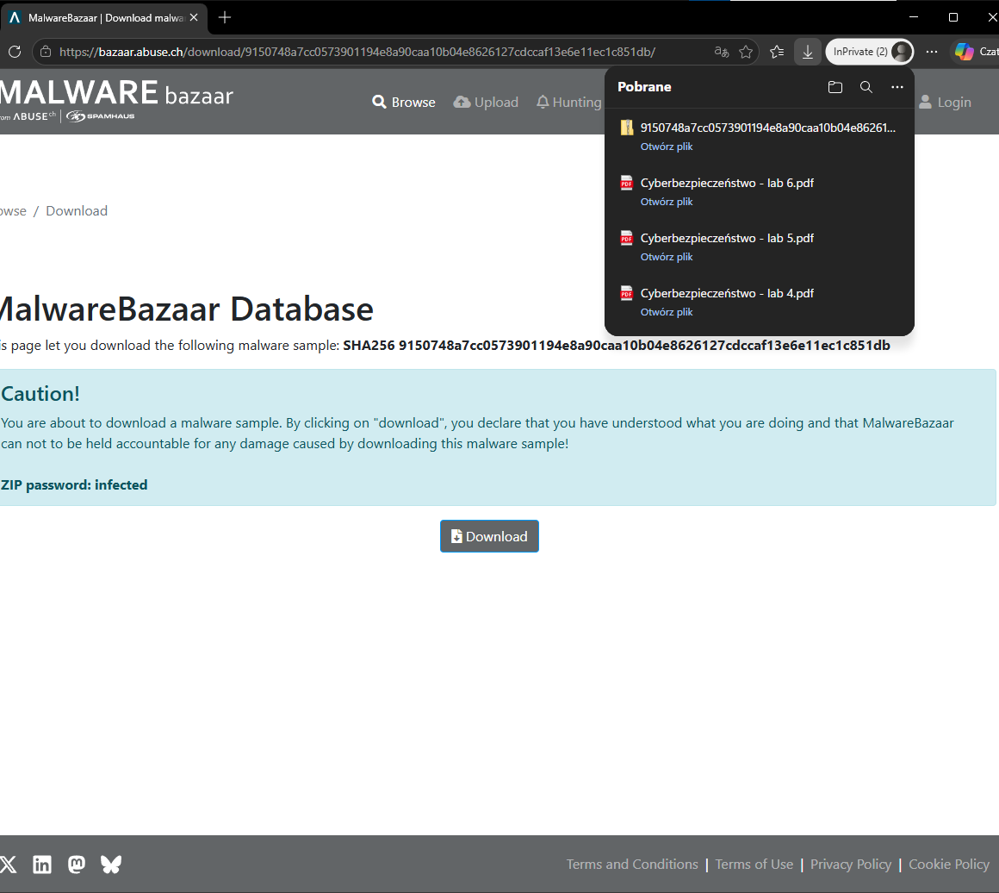 MalwareBazaar | Download malwa
https://bazaar.abuse.ch/download/9150748a7cc0573901194e8a90caa10b04e8626127cdccaf13e6e11ec1c851db/
InPrivate (2)
Czat
MALWARE bazaar
from ABUSE ch | SPAMHAUS
Browse
Upload
Hunting
Login
Pobrane
9150748a7cc0573901194e8a90caa10b04e86261...
Otwórz plik
PDF
Cyberbezpieczeństwo - lab 6.pdf
Otwórz plik
PDF
Cyberbezpieczeństwo - lab 5.pdf
Otwórz plik
PDF
Cyberbezpieczeństwo - lab 4.pdf
Otwórz plik
owse / Download
MalwareBazaar Database
is page let you download the following malware sample: SHA256 9150748a7cc0573901194e8a90caa10b04e8626127cdccaf13e6e11ec1c851db
Caution!
You are about to download a malware sample. By clicking on "download", you declare that you have understood what you are doing and that MalwareBazaar
can not to be held accountable for any damage caused by downloading this malware sample!
ZIP password: infected
Download
Terms and Conditions | Terms of Use | Privacy Policy | Cookie Policy